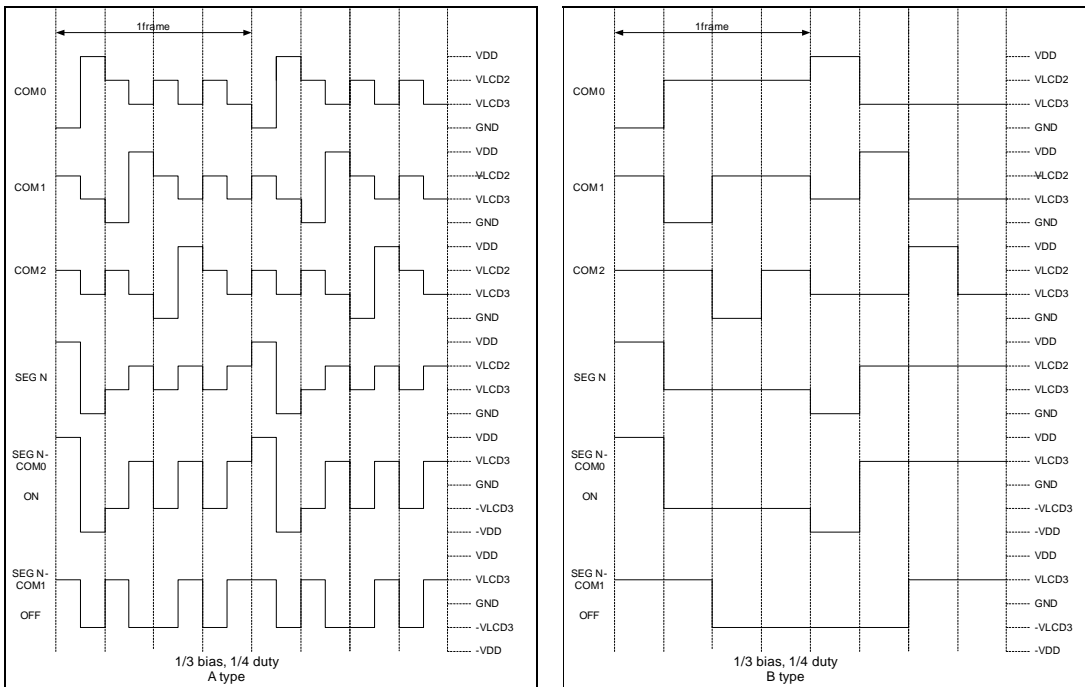 1frame
COM0
VDD
VLCD2
VLCD3
GND
COM1
VDD
VLCD2
VLCD3
GND
COM2
VDD
VLCD2
VLCD3
GND
SEG N
VDD
VLCD2
VLCD3
GND
SEG N-
COM0
ON
VDD
VLCD3
GND
-VLCD3
-VDD
SEG N-
COM1
OFF
VDD
VLCD3
GND
-VLCD3
-VDD
1/3 bias, 1/4 duty
A type
1frame
COM0
VDD
VLCD2
VLCD3
GND
COM1
VDD
VLCD2
VLCD3
GND
COM2
VDD
VLCD2
VLCD3
GND
SEG N
VDD
VLCD2
VLCD3
GND
SEG N-
COM0
ON
VDD
VLCD3
GND
-VLCD3
-VDD
SEG N-
COM1
OFF
VDD
VLCD3
GND
-VLCD3
-VDD
1/3 bias, 1/4 duty
B type